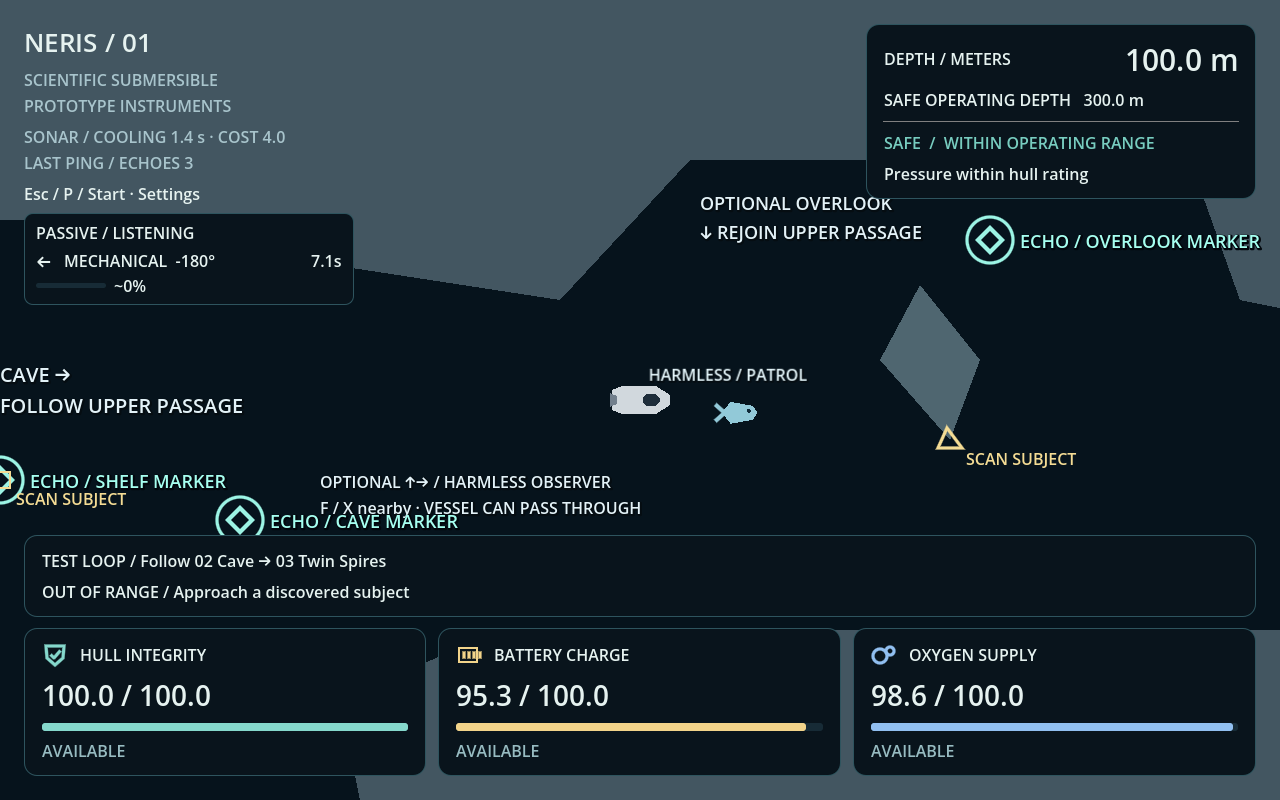 NERIS / 01
SCIENTIFIC SUBMERSIBLE
PROTOTYPE INSTRUMENTS
SONAR / COOLING 1.4 s · COST 4.0
LAST PING / ECHOES 3
Esc / P / Start · Settings
PASSIVE / LISTENING
← MECHANICAL -180° 7.1s
~0%
DEPTH / METERS 100.0 m
SAFE OPERATING DEPTH 300.0 m
SAFE / WITHIN OPERATING RANGE
Pressure within hull rating
OPTIONAL OVERLOOK
↓ REJOIN UPPER PASSAGE
ECHO / OVERLOOK MARKER
CAVE →
FOLLOW UPPER PASSAGE
HARMLESS / PATROL
SCAN SUBJECT
ECHO / SHELF MARKER
SCAN SUBJECT
OPTIONAL ↑→ / HARMLESS OBSERVER
F / X nearby · VESSEL CAN PASS THROUGH
ECHO / CAVE MARKER
TEST LOOP / Follow 02 Cave → 03 Twin Spires
OUT OF RANGE / Approach a discovered subject
HULL INTEGRITY
100.0 / 100.0
AVAILABLE
BATTERY CHARGE
95.3 / 100.0
AVAILABLE
OXYGEN SUPPLY
98.6 / 100.0
AVAILABLE